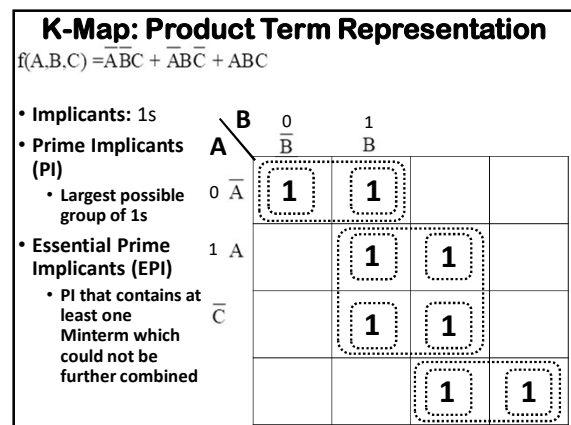 K-Map: Product Term Representation
f(A,B,C) =A̅B̅C + A̅BC̅ + ABC
• Implicants: 1s
• Prime Implicants
(PI)
• Largest possible
group of 1s
• Essential Prime
Implicants (EPI)
• PI that contains at
least one
Minterm which
could not be
further combined
B 0 1
A B̅ B
0 A̅ 1 1
1 A 1 1
C̅ 1 1
1 1